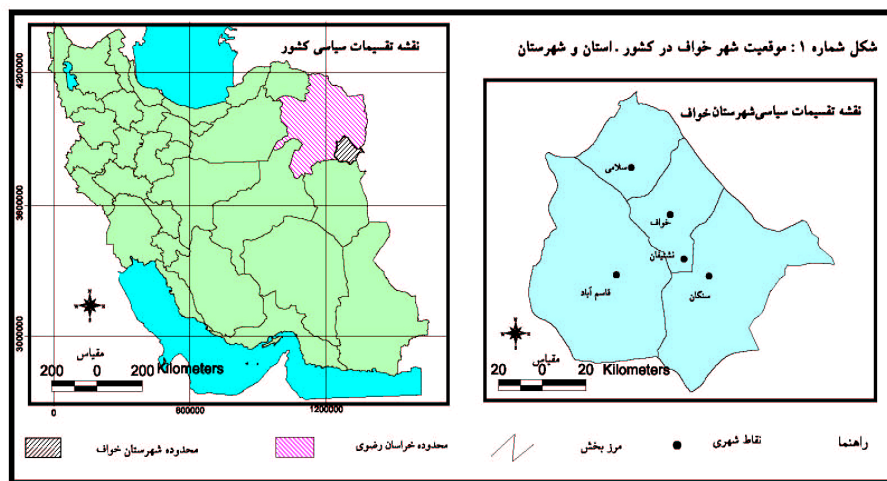 شکل شماره ۱ : موقعیت شهر خواف در کشور . استان و شهرستان
نقشه تقسیمات سیاسی کشور
4200000
3600000
3000000
0
600000
1200000
مقیاس
200 0 200 Kilometers
نقشه تقسیمات سیاسی شهرستان خواف
سلامی
خواف
نشتیفان
قاسم آباد
سنگان
مقیاس
20 0 20 Kilometers
راهنما
نقاط شهری
مرز بخش
محدوده خراسان رضوی
محدوده شهرستان خواف